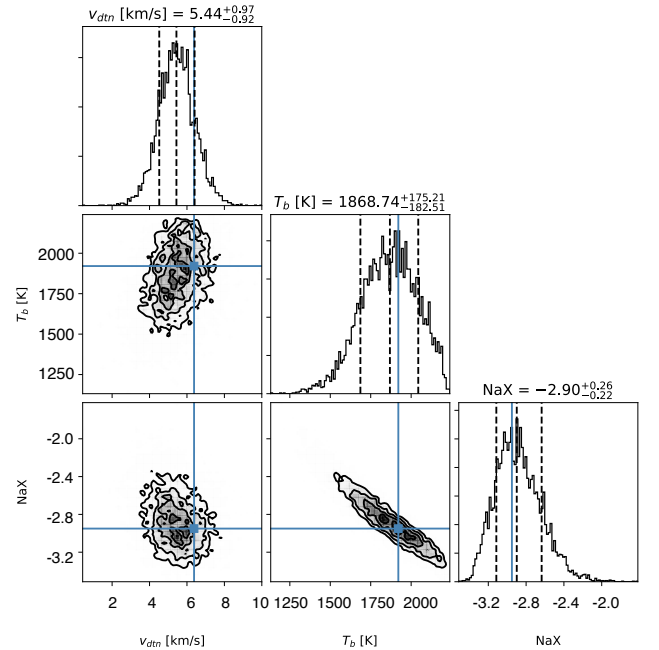 v_dtn [km/s] = 5.44^{+0.97}_{-0.92}
T_b [K] = 1868.74^{+175.21}_{-182.51}
2000
1750
1500
1250
T_b [K]
NaX = −2.90^{+0.26}_{-0.22}
-2.0
-2.4
-2.8
-3.2
NaX
2 4 6 8 10
1250 1500 1750 2000
-3.2 -2.8 -2.4 -2.0
v_dtn [km/s]
T_b [K]
NaX